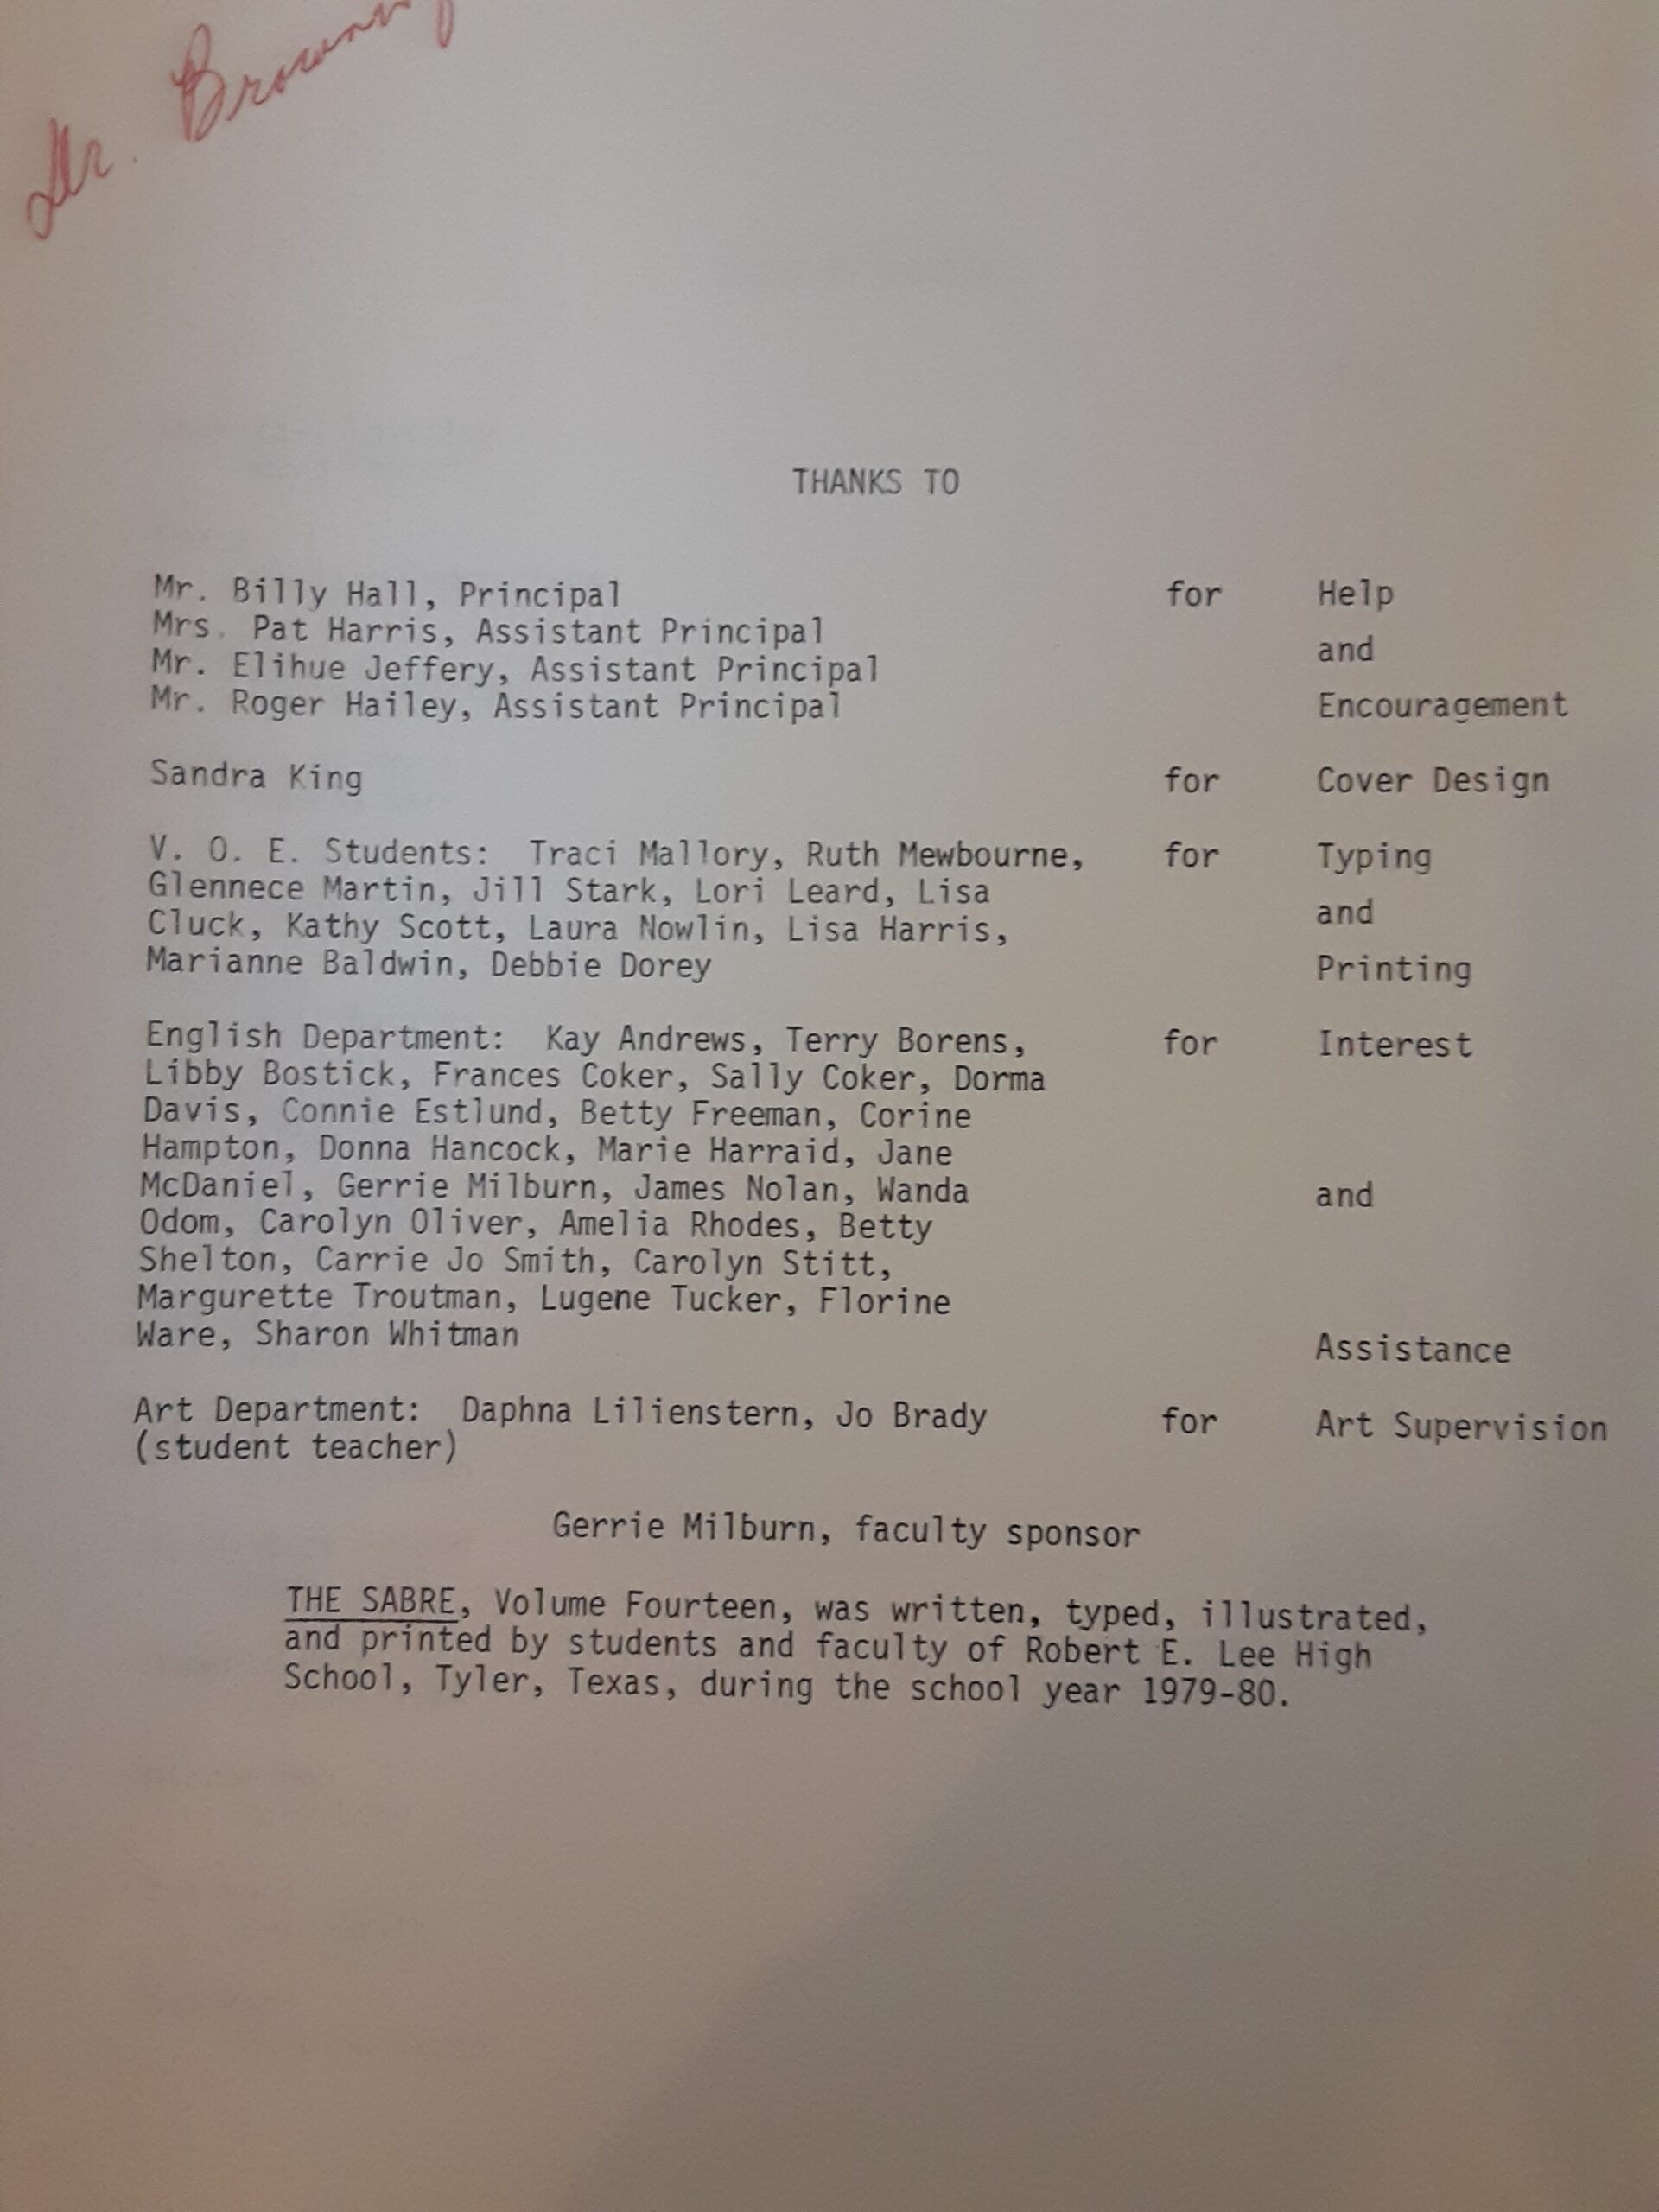 THANKS TO
Mr. Billy Hall, Principal for Help
Mrs. Pat Harris, Assistant Principal
and
Mr. Elihue Jeffery, Assistant Principal
Mr. Roger Hailey, Assistant Principal Encouragement
Sandra King for Cover Design
V. O. E. Students: Traci Mallory, Ruth Mewbourne, for Typing
Glennece Martin, Jill Stark, Lori Leard, Lisa
and
Cluck, Kathy Scott, Laura Nowlin, Lisa Harris,
Marianne Baldwin, Debbie Dorey Printing
English Department: Kay Andrews, Terry Borens, for Interest
Libby Bostick, Frances Coker, Sally Coker, Dorma
Davis, Connie Estlund, Betty Freeman, Corine
Hampton, Donna Hancock, Marie Harraid, Jane
McDaniel, Gerrie Milburn, James Nolan, Wanda and
Odom, Carolyn Oliver, Amelia Rhodes, Betty
Shelton, Carrie Jo Smith, Carolyn Stitt,
Margurette Troutman, Lugene Tucker, Florine
Ware, Sharon Whitman Assistance
Art Department: Daphna Lilienstern, Jo Brady for Art Supervision
(student teacher)
Gerrie Milburn, faculty sponsor
THE SABRE, Volume Fourteen, was written, typed, illustrated,
and printed by students and faculty of Robert E. Lee High
School, Tyler, Texas, during the school year 1979-80.